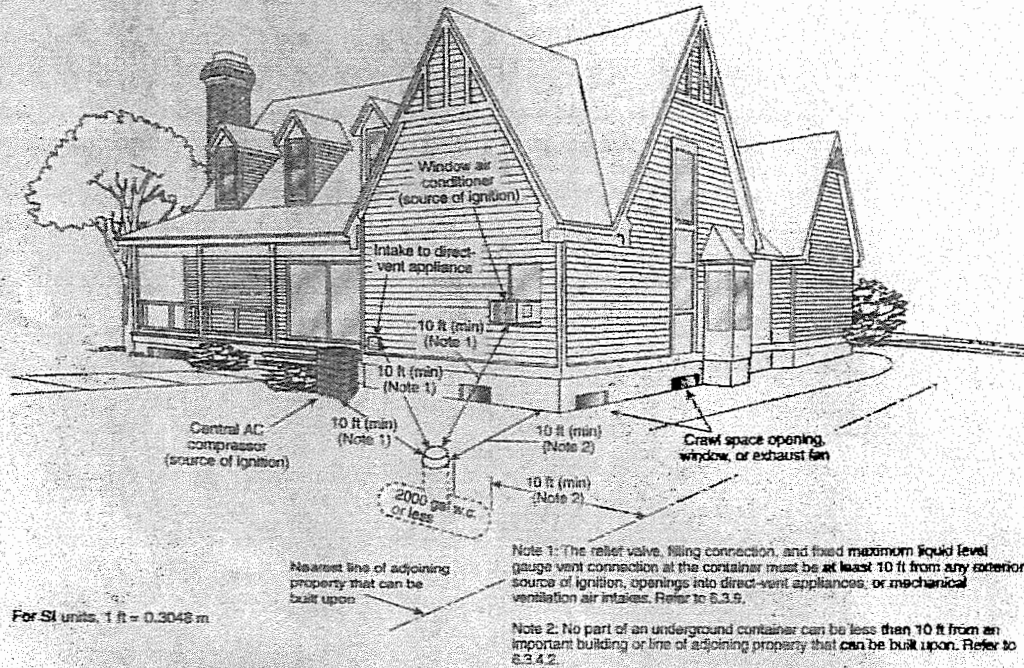 Window air
conditioner
(source of ignition)
Intake to direct-
vent appliance
10 ft (min)
(Note 1)
10 ft (min)
(Note 1)
Central AC
compressor
(source of ignition)
10 ft (min)
(Note 1)
10 ft (min)
(Note 2)
Crawl space opening,
window, or exhaust fan
10 ft (min)
(Note 2)
2000 gal w.c.
or less
Nearest line of adjoining
property that can be
built upon
Note 1: The relief valve, filling connection, and fixed maximum liquid level
gauge vent connection at the container must be at least 10 ft from any exterior
source of ignition, openings into direct-vent appliances, or mechanical
ventilation air intakes. Refer to 6.3.9.
For SI units, 1 ft = 0.3048 m
Note 2: No part of an underground container can be less than 10 ft from an
important building or line of adjoining property that can be built upon. Refer to
6.3.4.2.